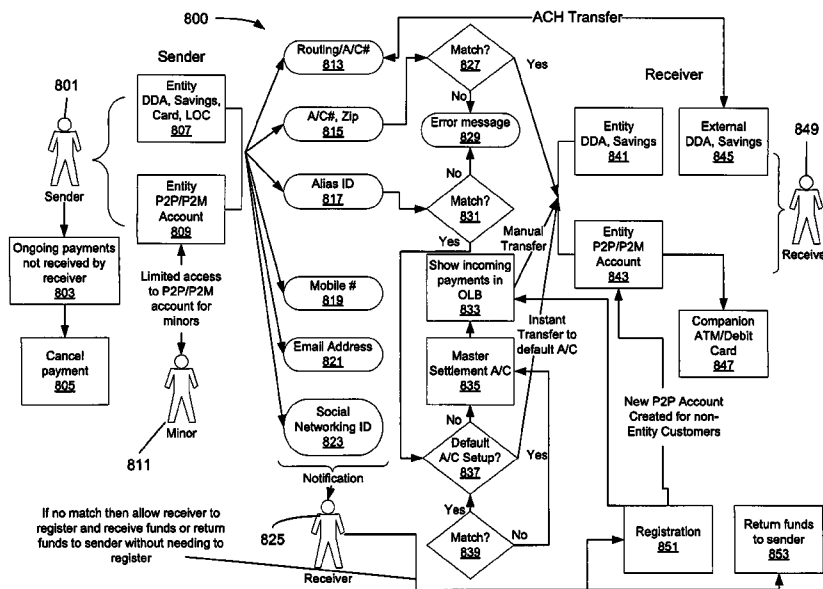 800
ACH Transfer
Sender
Receiver
801
Sender
Entity
DDA, Savings,
Card, LOC
807
Entity
P2P/P2M
Account
809
Ongoing payments
not received by
receiver
803
Cancel
payment
805
Limited access
to P2P/P2M
account for
minors
Minor
811
Routing/A/C#
813
A/C#, Zip
815
Alias ID
817
Mobile #
819
Email Address
821
Social
Networking ID
823
Notification
825
Receiver
If no match then allow receiver to
register and receive funds or return
funds to sender without needing to
register
Match?
827
Yes
No
Error message
829
No
Match?
831
Yes
Manual
Transfer
Show incoming
payments in
OLB
833
Instant
Transfer to
default A/C
Master
Settlement A/C
835
No
Default
A/C Setup?
837
Yes
Yes
Match?
839
No
Entity
DDA, Savings
841
External
DDA, Savings
845
849
Receiver
Entity
P2P/P2M
Account
843
Companion
ATM/Debit
Card
847
New P2P Account
Created for non-
Entity Customers
Registration
851
Return funds
to sender
853